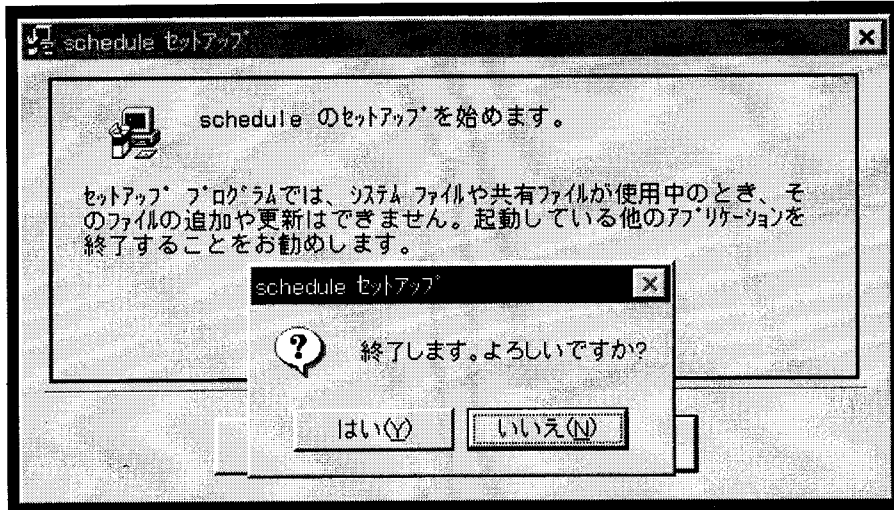 schedule ｾｯﾄｱｯﾌﾟ
schedule のｾｯﾄｱｯﾌﾟを始めます。
ｾｯﾄｱｯﾌﾟ ﾌﾟﾛｸﾞﾗﾑでは、ｼｽﾃﾑ ﾌｧｲﾙや共有ﾌｧｲﾙが使用中のとき、そ
のﾌｧｲﾙの追加や更新はできません。起動している他のｱﾌﾟﾘｹｰｼｮﾝを
終了することをお勧めします。
schedule ｾｯﾄｱｯﾌﾟ
終了します。よろしいですか?
はい(Y)
いいえ(N)